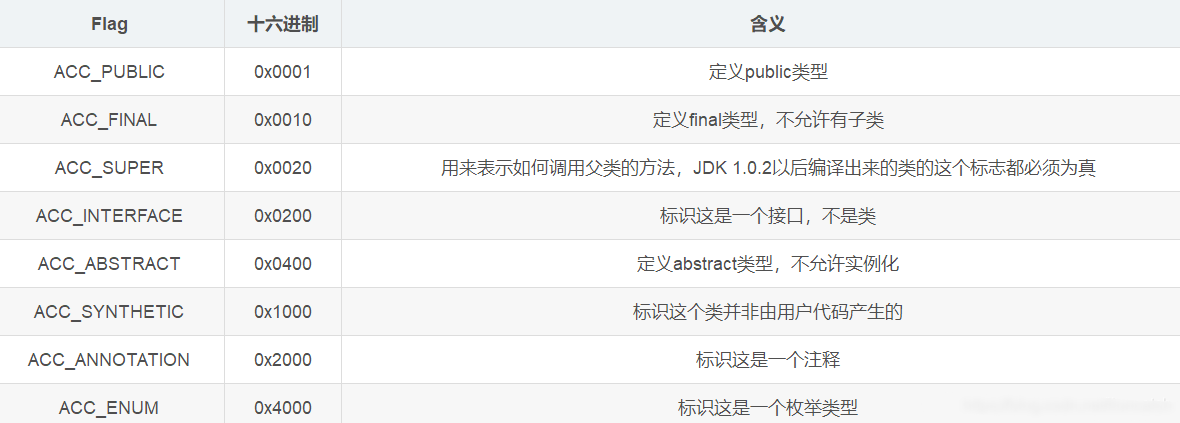 Flag 十六进制 含义
ACC_PUBLIC 0x0001 定义public类型
ACC_FINAL 0x0010 定义final类型，不允许有子类
ACC_SUPER 0x0020 用来表示如何调用父类的方法，JDK 1.0.2以后编译出来的类的这个标志都必须为真
ACC_INTERFACE 0x0200 标识这是一个接口，不是类
ACC_ABSTRACT 0x0400 定义abstract类型，不允许实例化
ACC_SYNTHETIC 0x1000 标识这个类并非由用户代码产生的
ACC_ANNOTATION 0x2000 标识这是一个注释
ACC_ENUM 0x4000 标识这是一个枚举类型